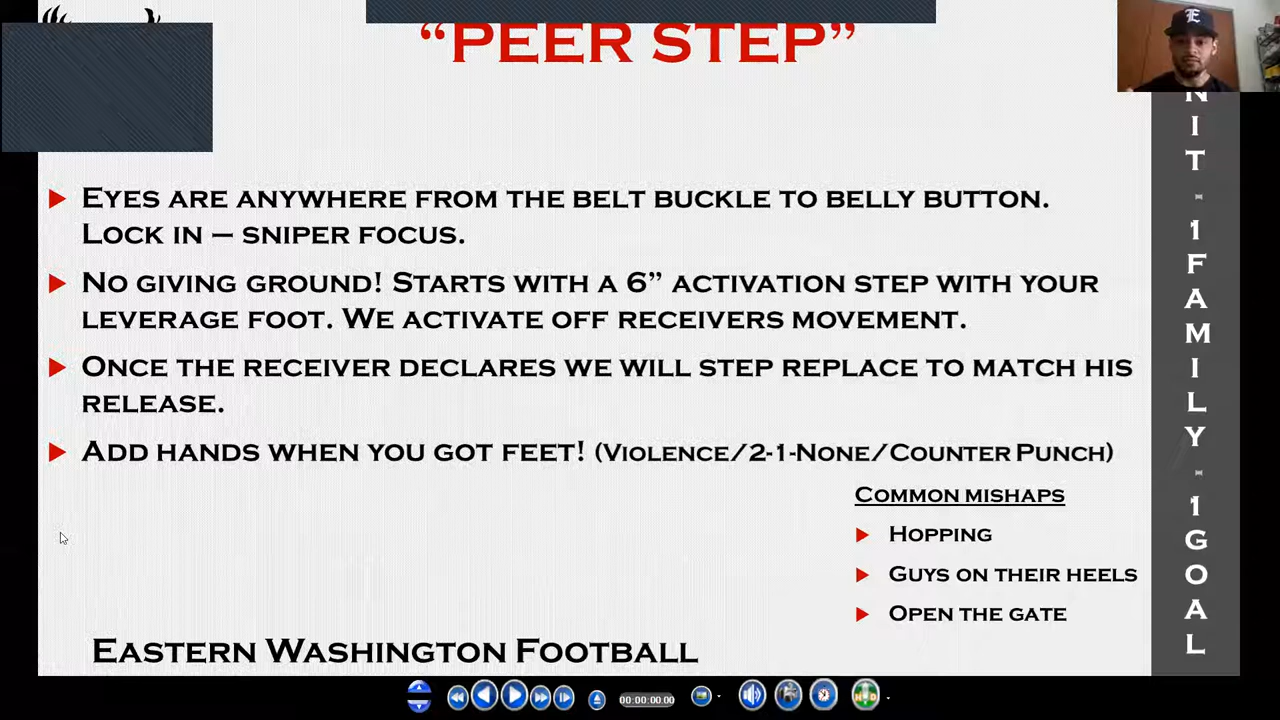 “PEER STEP”
E
EYES ARE ANYWHERE FROM THE BELT BUCKLE TO BELLY BUTTON.
LOCK IN – SNIPER FOCUS.
NO GIVING GROUND! STARTS WITH A 6” ACTIVATION STEP WITH YOUR
LEVERAGE FOOT. WE ACTIVATE OFF RECEIVERS MOVEMENT.
ONCE THE RECEIVER DECLARES WE WILL STEP REPLACE TO MATCH HIS
RELEASE.
ADD HANDS WHEN YOU GOT FEET! (VIOLENCE/2-1-NONE/COUNTER PUNCH)
COMMON MISHAPS
HOPPING
GUYS ON THEIR HEELS
OPEN THE GATE
EASTERN WASHINGTON FOOTBALL
NIT - 1FAMILY - 1GOAL
00:00:00.00